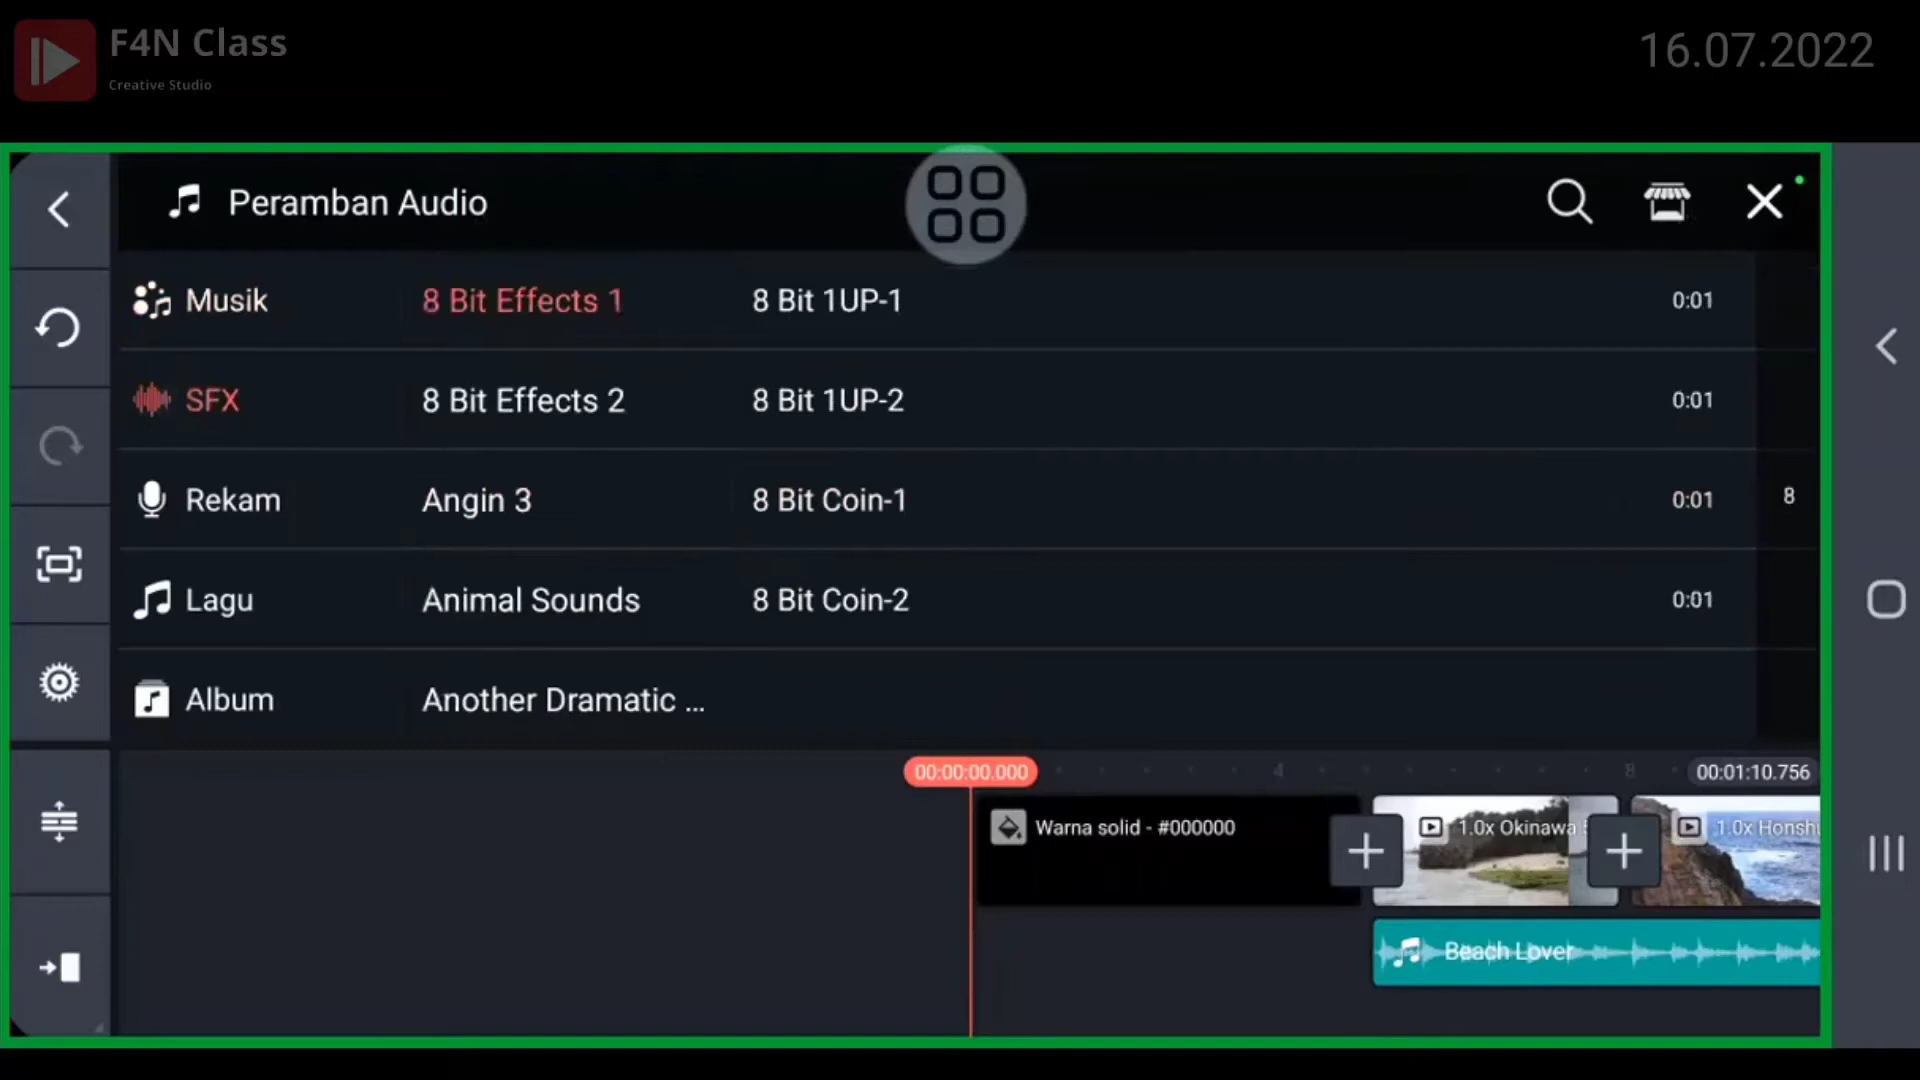 F4N Class
Creative Studio
16.07.2022
Peramban Audio
Musik
8 Bit Effects 1
8 Bit 1UP-1
0:01
SFX
8 Bit Effects 2
8 Bit 1UP-2
0:01
Rekam
Angin 3
8 Bit Coin-1
0:01
8
Lagu
Animal Sounds
8 Bit Coin-2
0:01
Album
Another Dramatic ...
00:00:00.000
4
8
00:01:10.756
Warna solid - #000000
1.0x Okinawa
1.0x Honsh
Beach Lover